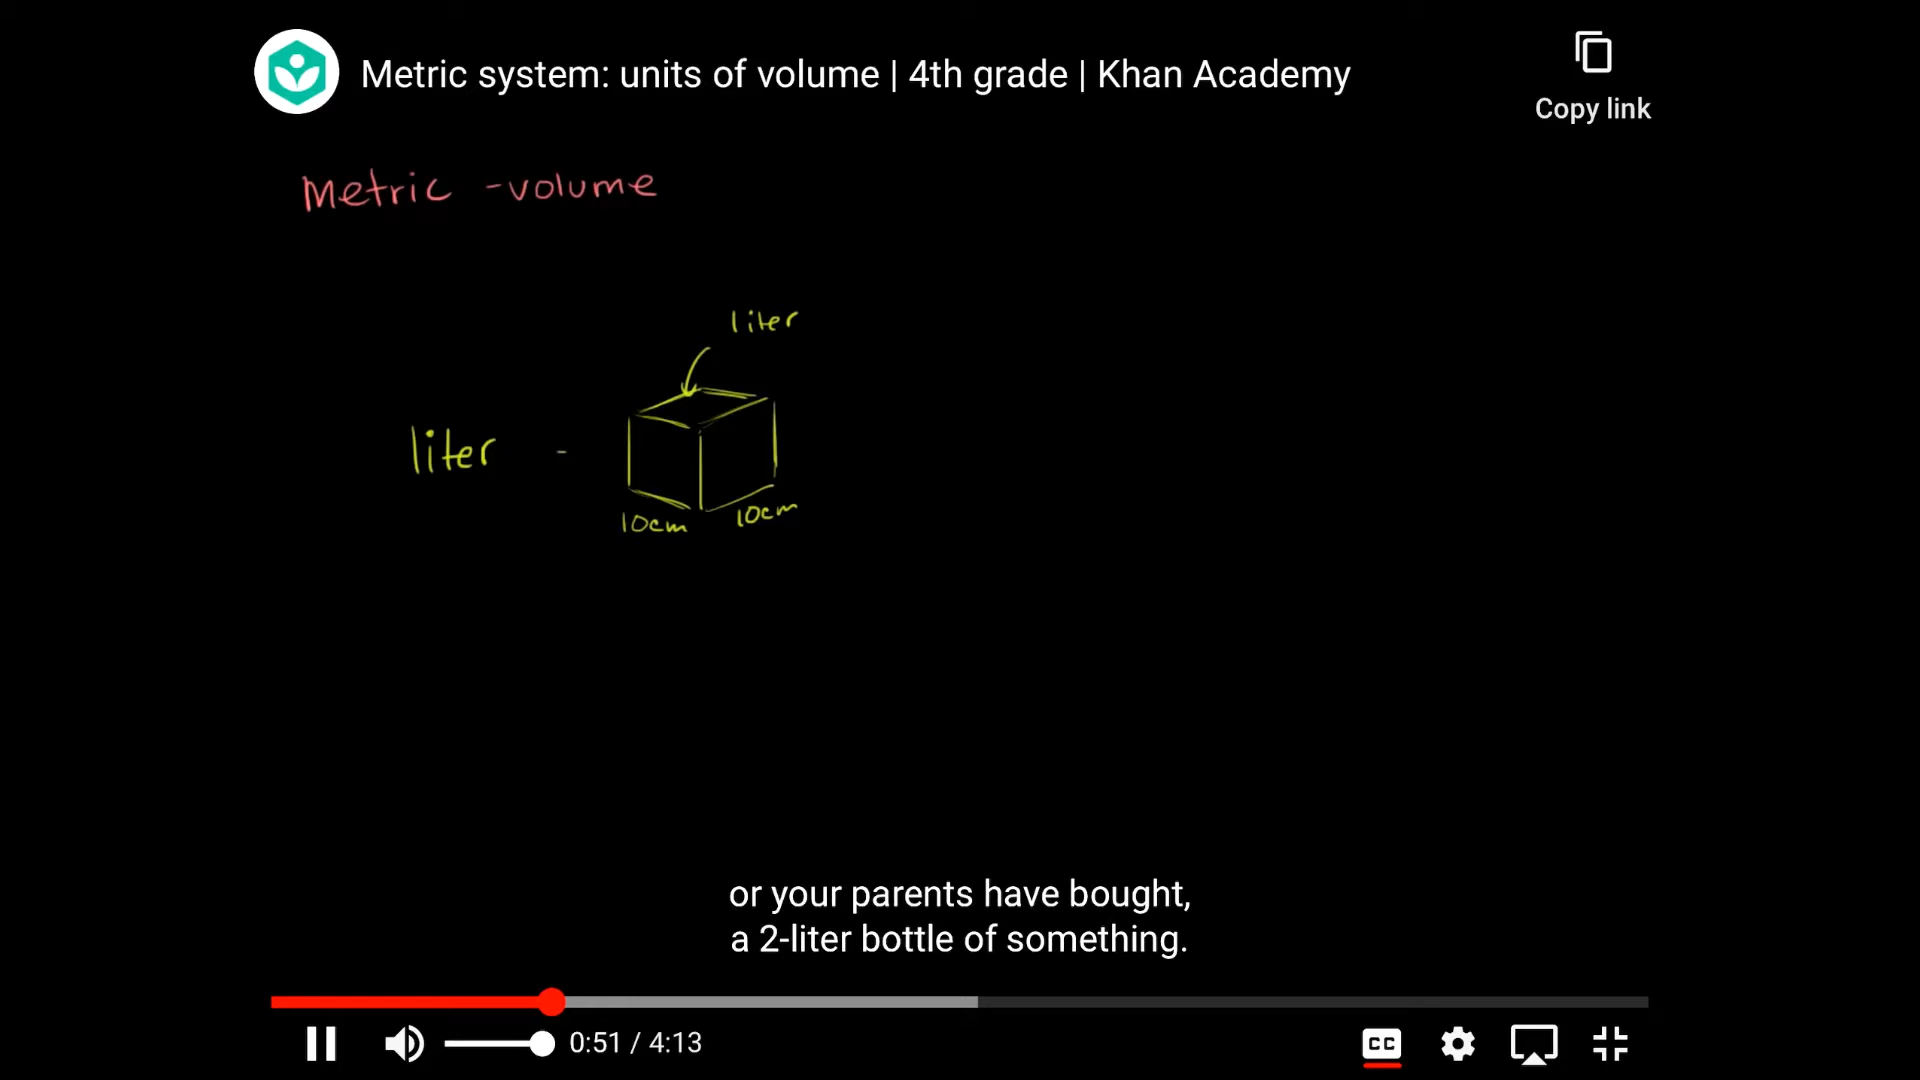 Metric system: units of volume | 4th grade | Khan Academy
Copy link
Metric - volume
liter
liter -
10cm 10cm
or your parents have bought,
a 2-liter bottle of something.
0:51 / 4:13
CC